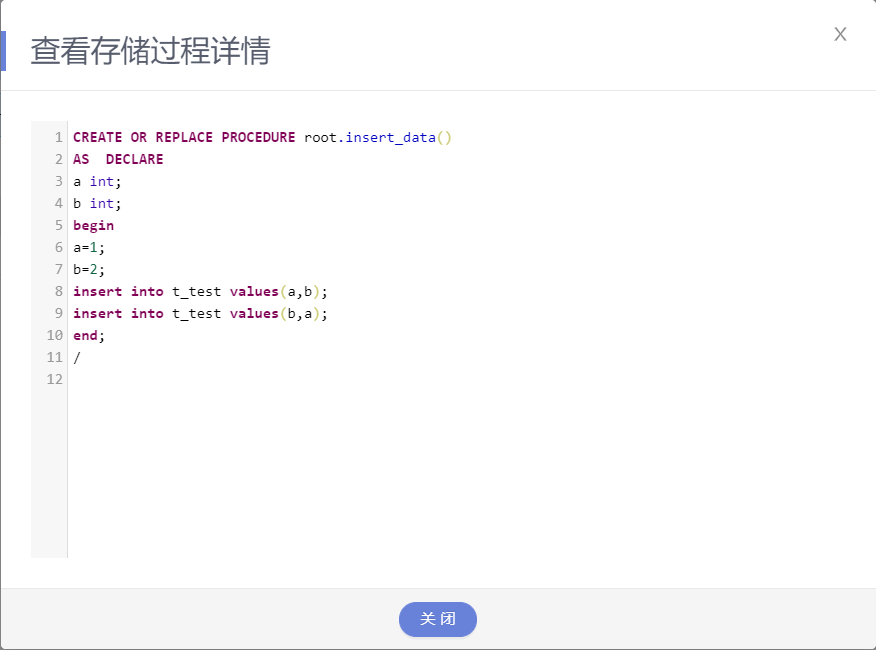 查看存储过程详情
X
1 CREATE OR REPLACE PROCEDURE root.insert_data()
2 AS  DECLARE
3 a int;
4 b int;
5 begin
6 a=1;
7 b=2;
8 insert into t_test values(a,b);
9 insert into t_test values(b,a);
10 end;
11 /
12
关 闭